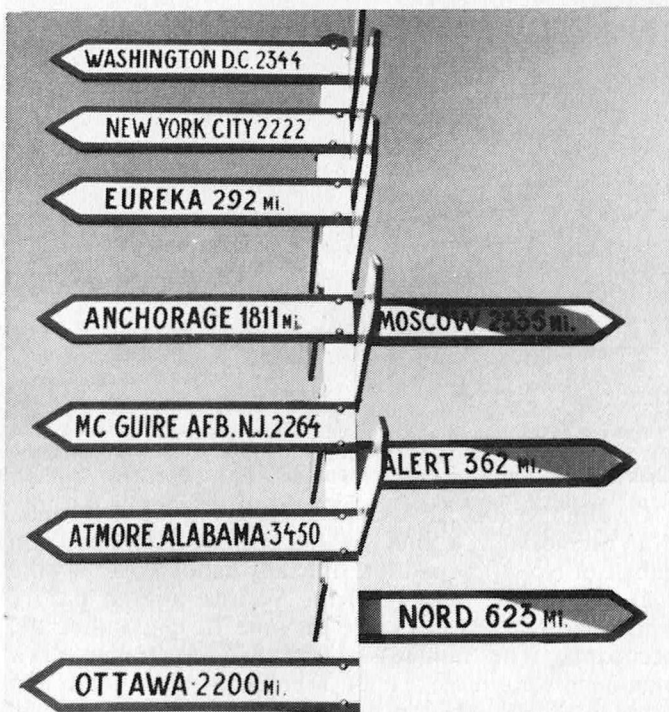 WASHINGTON D.C. 2344
NEW YORK CITY 2222
EUREKA 292 MI.
ANCHORAGE 1811 MI.
MOSCOW 2335 MI.
MC GUIRE AFB. N.J. 2264
ALERT 362 MI.
ATMORE. ALABAMA·3450
NORD 623 MI.
OTTAWA·2200 MI.